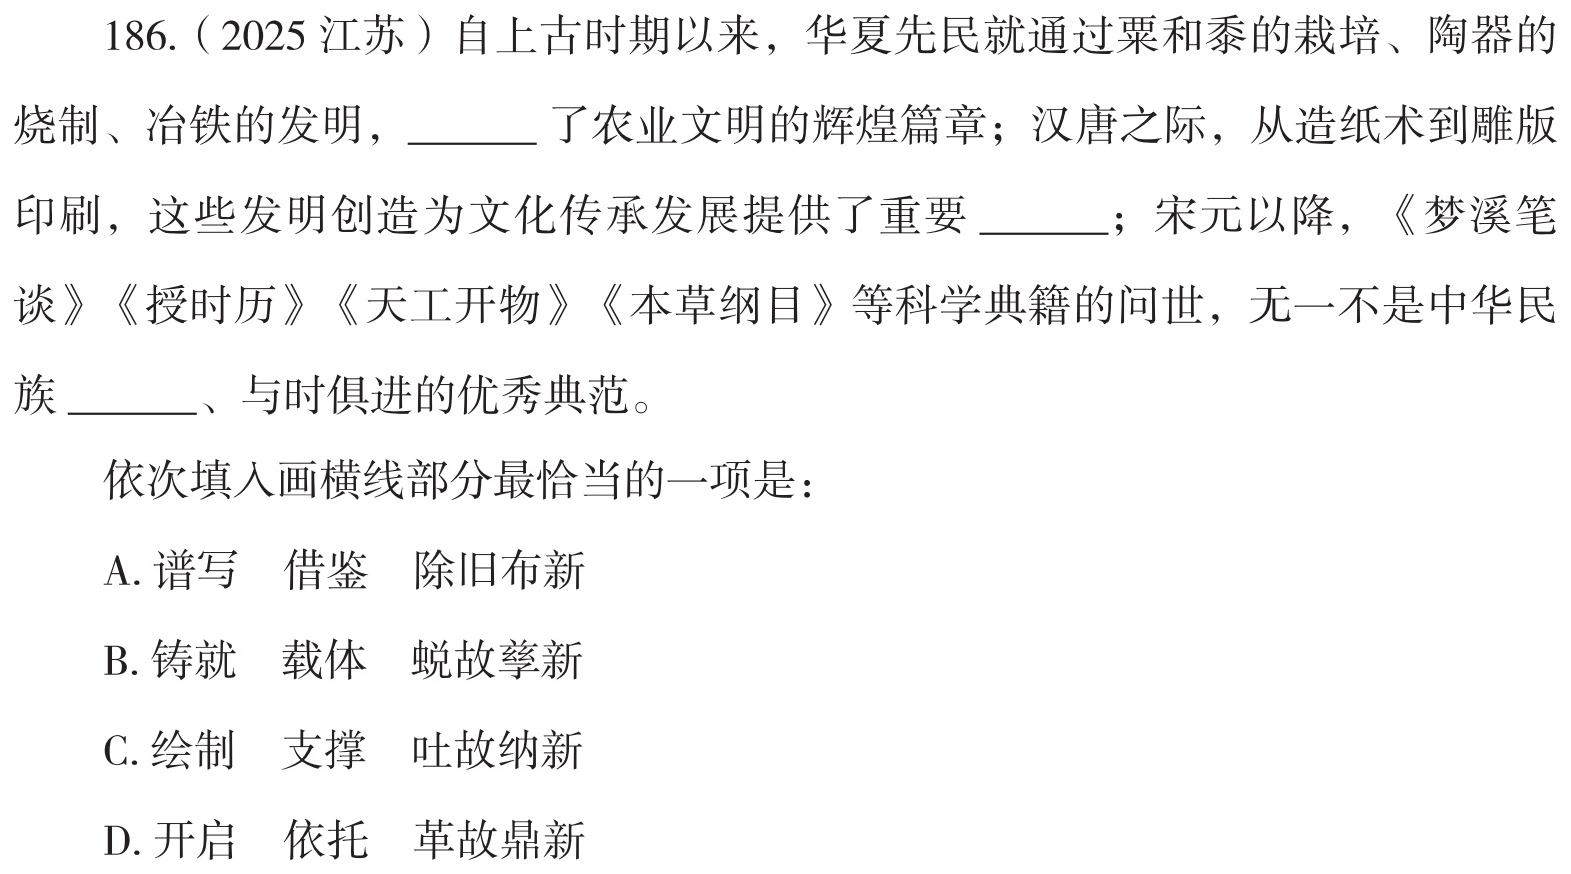 186.（2025 江苏）自上古时期以来，华夏先民就通过粟和黍的栽培、陶器的
烧制、冶铁的发明，______了农业文明的辉煌篇章；汉唐之际，从造纸术到雕版
印刷，这些发明创造为文化传承发展提供了重要______；宋元以降，《梦溪笔
谈》《授时历》《天工开物》《本草纲目》等科学典籍的问世，无一不是中华民
族______、与时俱进的优秀典范。
依次填入画横线部分最恰当的一项是：
A. 谱写 借鉴 除旧布新
B. 铸就 载体 蜕故孳新
C. 绘制 支撑 吐故纳新
D. 开启 依托 革故鼎新